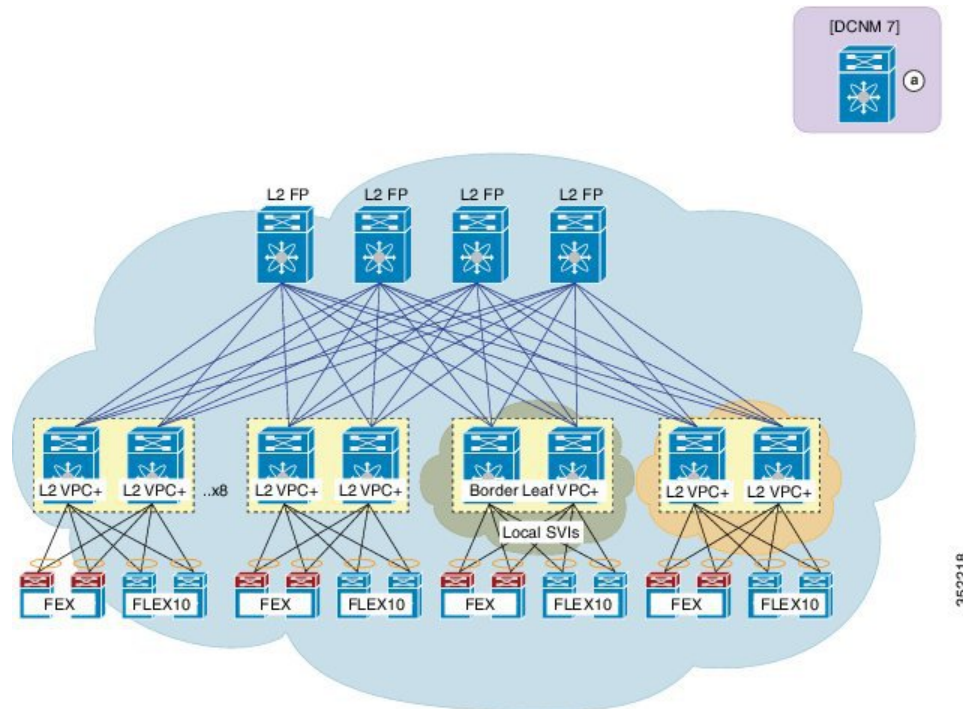 [DCNM 7]
a
L2 FP L2 FP L2 FP L2 FP
L2 VPC+ L2 VPC+ ..x8 L2 VPC+ L2 VPC+ Border Leaf VPC+ L2 VPC+ L2 VPC+
Local SVIs
FEX FLEX10 FEX FLEX10 FEX FLEX10 FEX FLEX10
352218